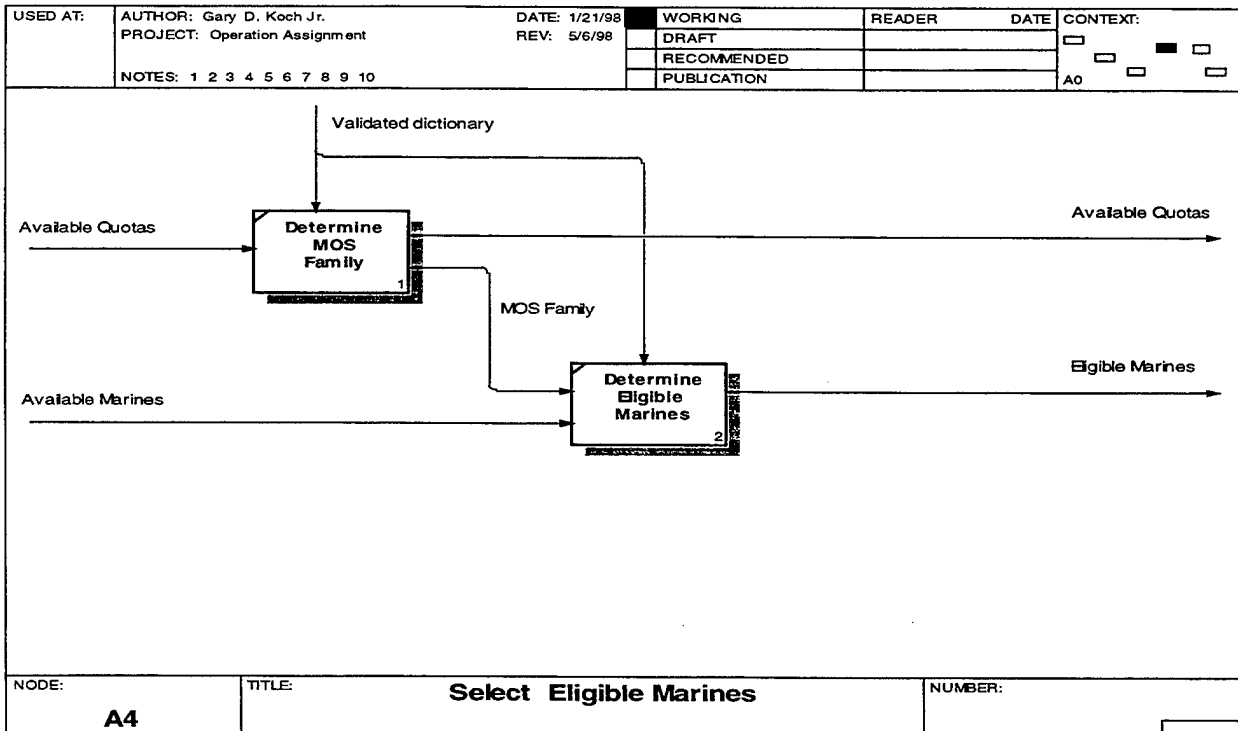 USED AT:
AUTHOR: Gary D. Koch Jr.
DATE: 1/21/98
WORKING
READER
DATE
CONTEXT:
PROJECT: Operation Assignment
REV: 5/6/98
DRAFT
RECOMMENDED
NOTES: 1 2 3 4 5 6 7 8 9 10
PUBLICATION
A0
Validated dictionary
Available Quotas
Determine
MOS
Family
1
Available Quotas
MOS Family
Available Marines
Determine
Eligible
Marines
2
Eligible Marines
NODE:
A4
TITLE:
Select Eligible Marines
NUMBER: